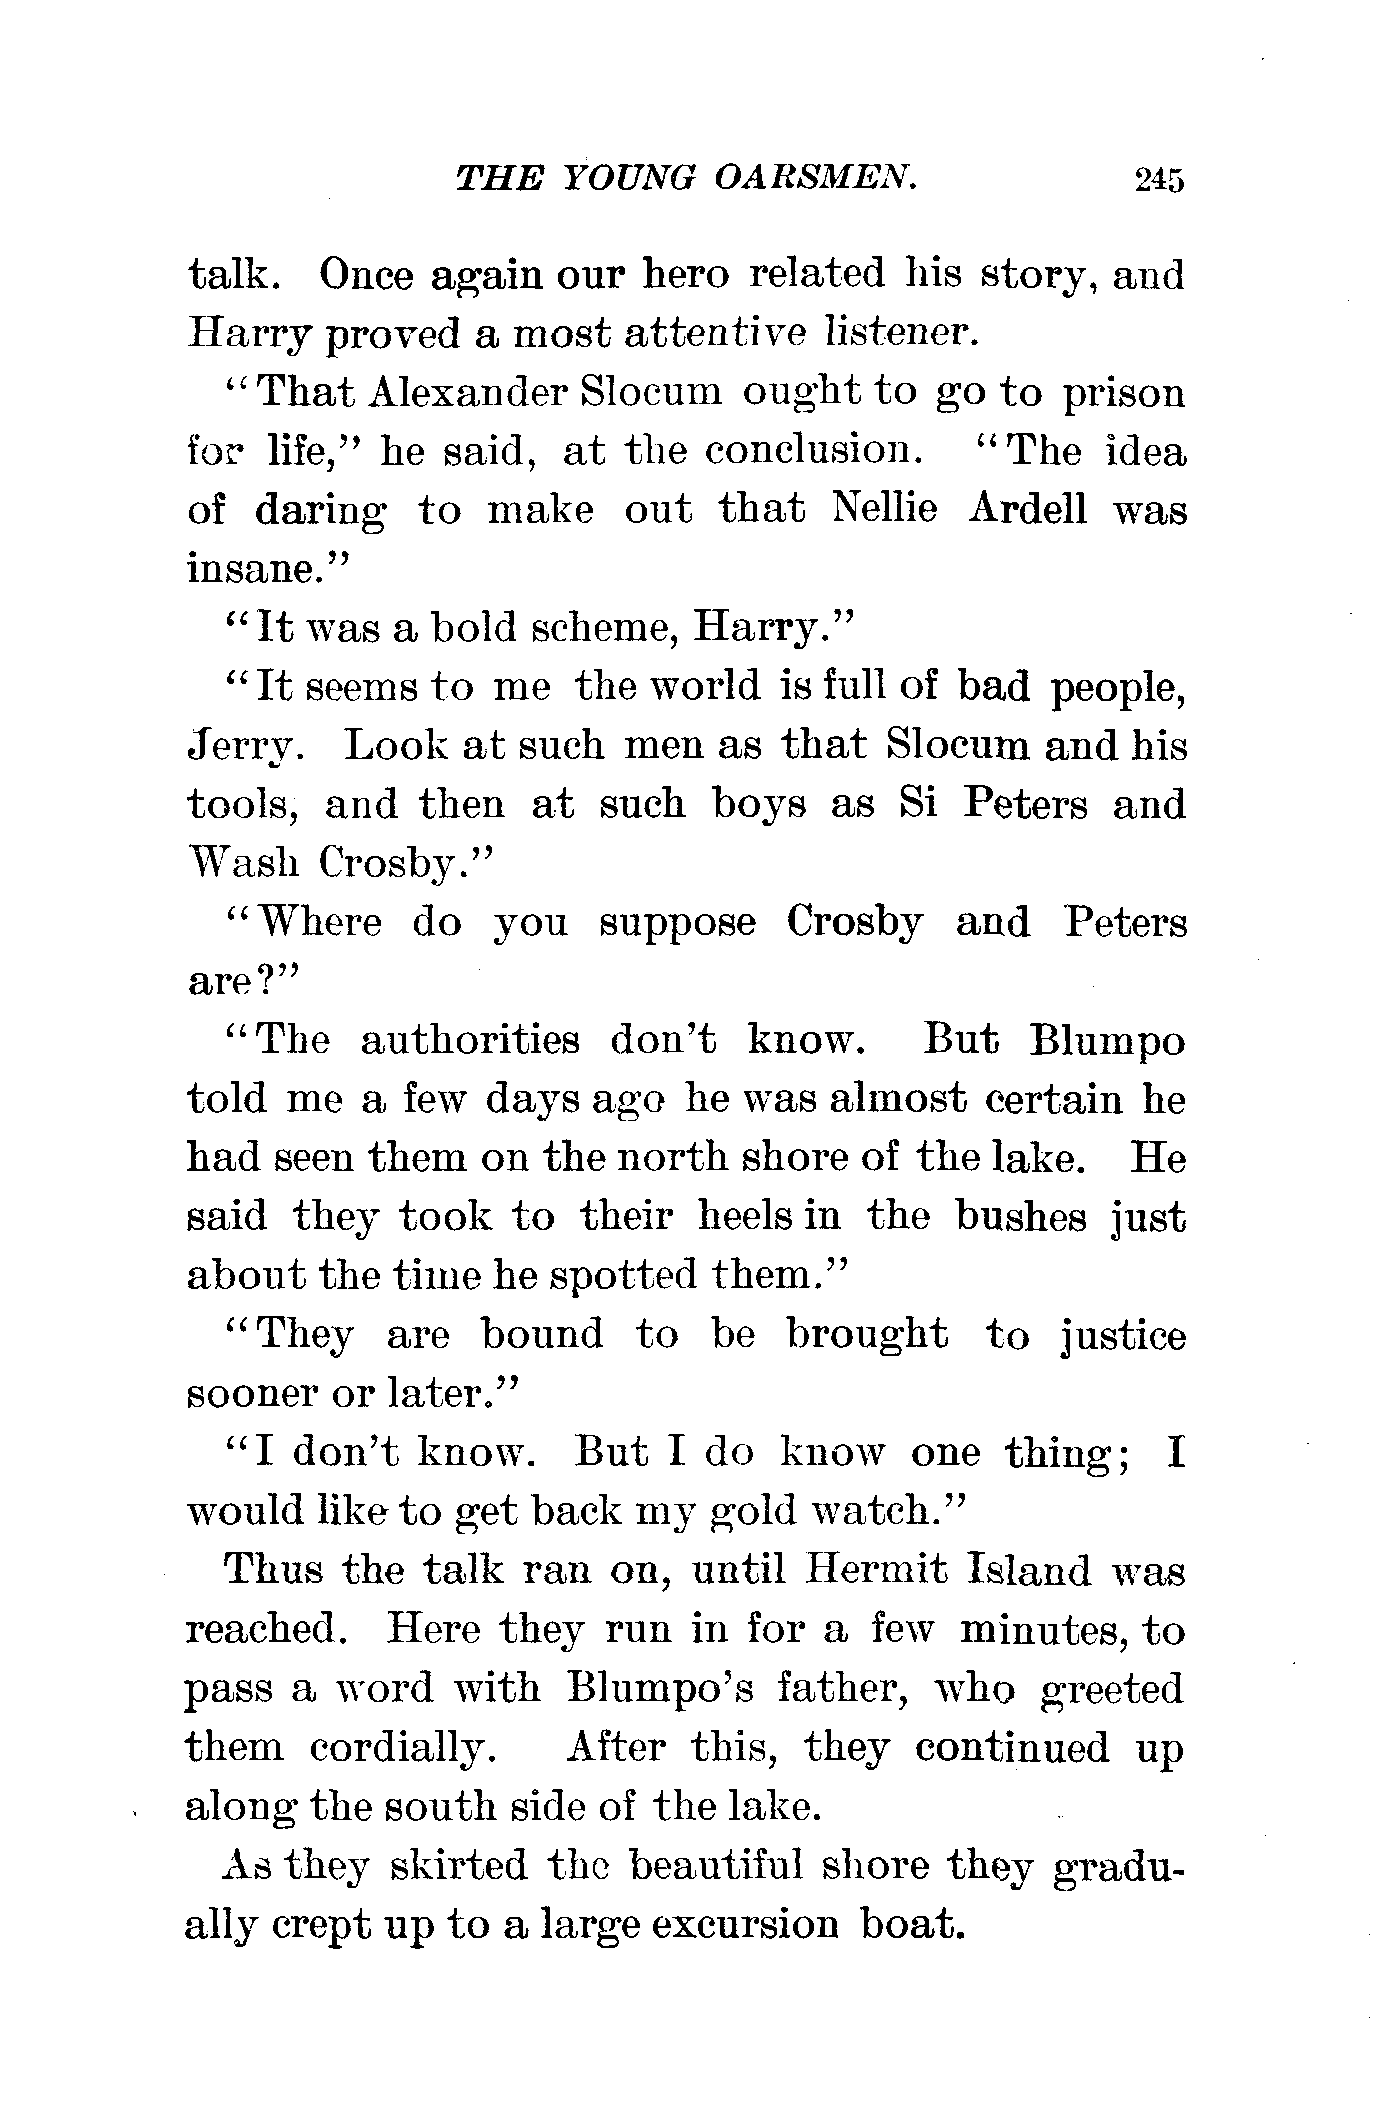 THE YOUNG OARSMEN. 245
talk. Once again our hero related his story, and
Harry proved a most attentive listener.
"That Alexander Slocum ought to go to prison
for life," he said, at the conclusion. "The idea
of daring to make out that Nellie Ardell was
insane."
"It was a bold scheme, Harry."
"It seems to me the world is full of bad people,
Jerry. Look at such men as that Slocum and his
tools, and then at such boys as Si Peters and
Wash Crosby."
"Where do you suppose Crosby and Peters
are?"
"The authorities don't know. But Blumpo
told me a few days ago he was almost certain he
had seen them on the north shore of the lake. He
said they took to their heels in the bushes just
about the time he spotted them."
"They are bound to be brought to justice
sooner or later."
"I don't know. But I do know one thing; I
would like to get back my gold watch."
Thus the talk ran on, until Hermit Island was
reached. Here they run in for a few minutes, to
pass a word with Blumpo's father, who greeted
them cordially. After this, they continued up
along the south side of the lake.
As they skirted the beautiful shore they gradu-
ally crept up to a large excursion boat.